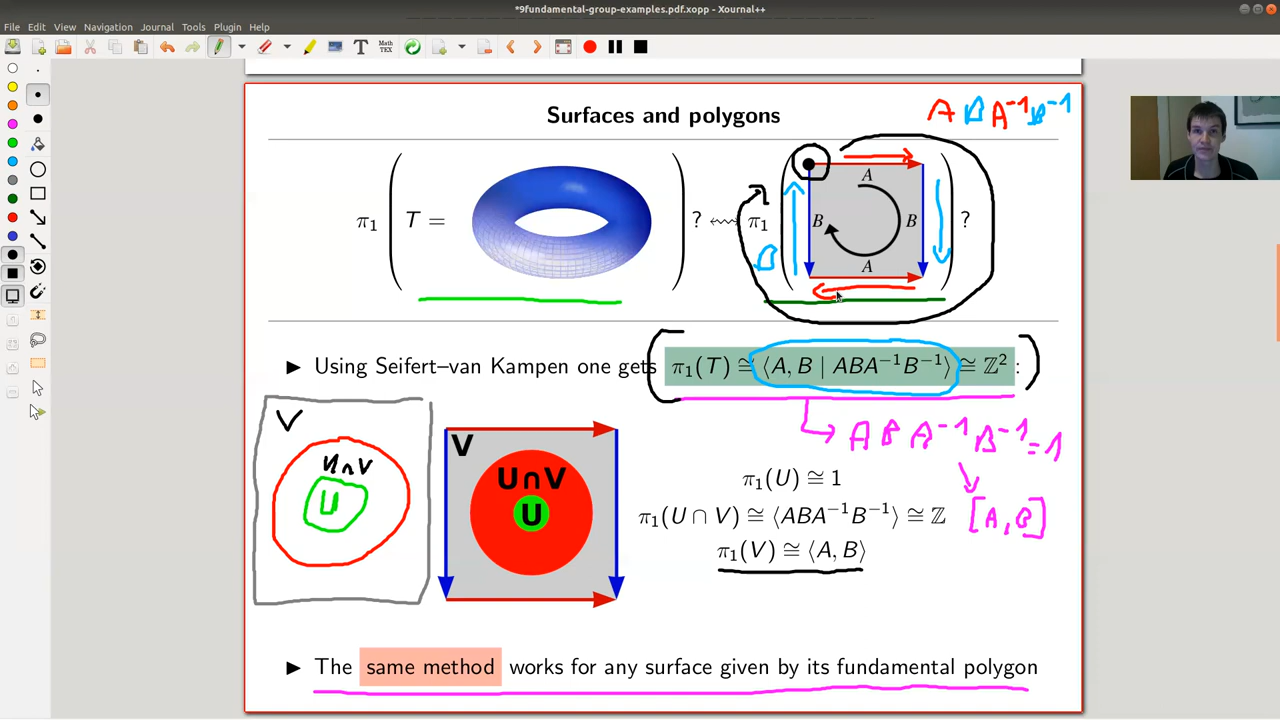 *9fundamental-group-examples.pdf.xopp - Xournal++
File Edit View Navigation Journal Tools Plugin Help
T Math TEX
Surfaces and polygons
A B A⁻¹ B⁻¹
π₁ ( T = ) ? ↭ π₁ ( A B B A ) ?
B
▶ Using Seifert–van Kampen one gets π₁(T) ≅ ⟨A, B | ABA⁻¹B⁻¹⟩ ≅ ℤ² :
V
U∩V
U
V
U∩V
U
A B A⁻¹ B⁻¹ = 1
[A, B]
π₁(U) ≅ 1
π₁(U ∩ V) ≅ ⟨ABA⁻¹B⁻¹⟩ ≅ ℤ
π₁(V) ≅ ⟨A, B⟩
▶ The same method works for any surface given by its fundamental polygon